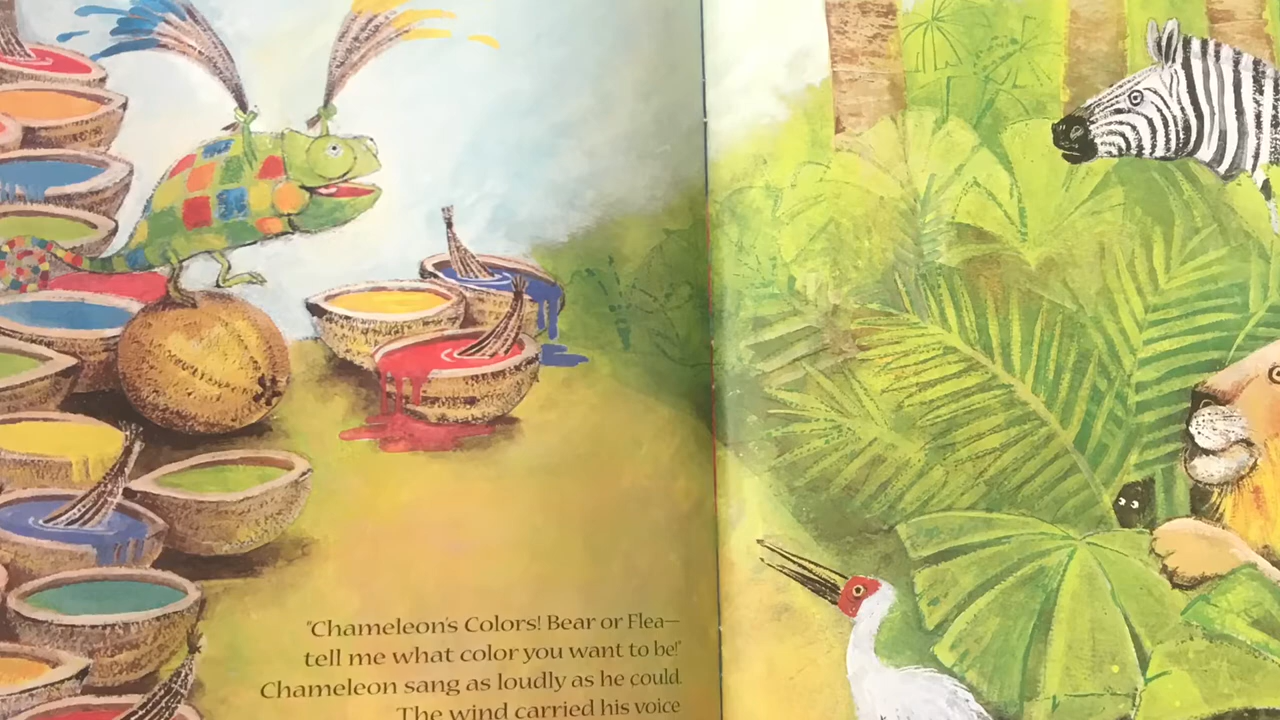 "Chameleon's Colors! Bear or Flea—
tell me what color you want to be!"
Chameleon sang as loudly as he could.
The wind carried his voice